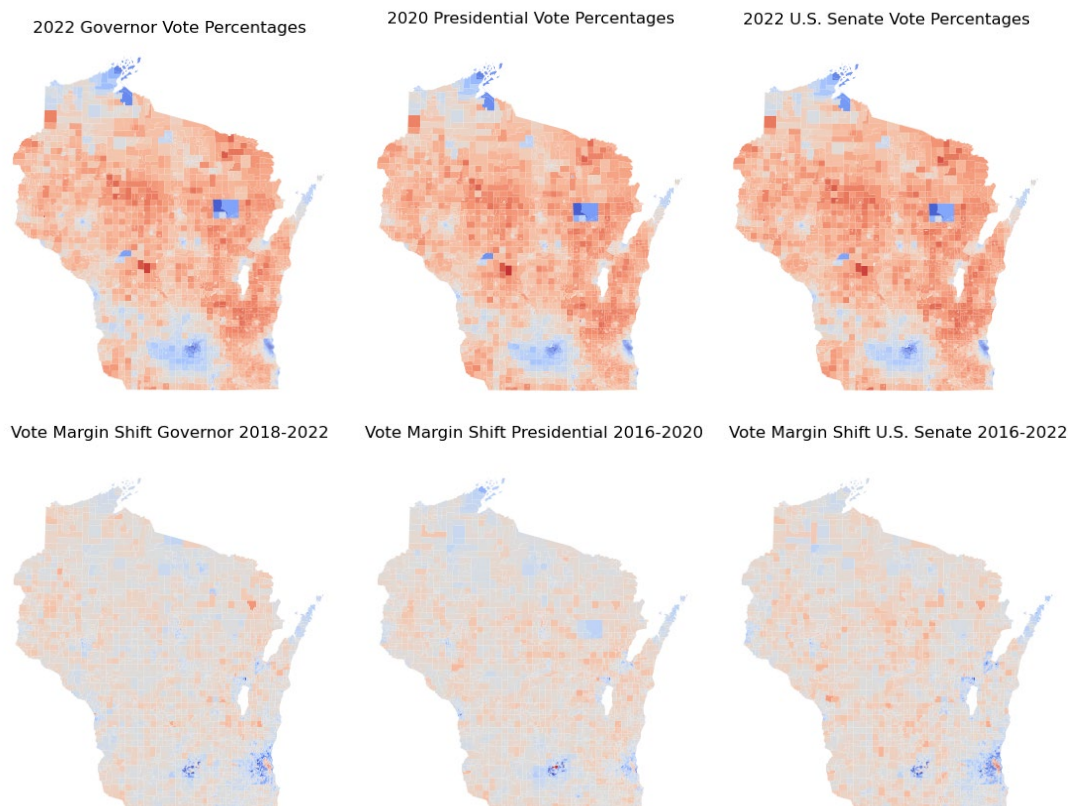 2022 Governor Vote Percentages
2020 Presidential Vote Percentages
2022 U.S. Senate Vote Percentages
Vote Margin Shift Governor 2018-2022
Vote Margin Shift Presidential 2016-2020
Vote Margin Shift U.S. Senate 2016-2022